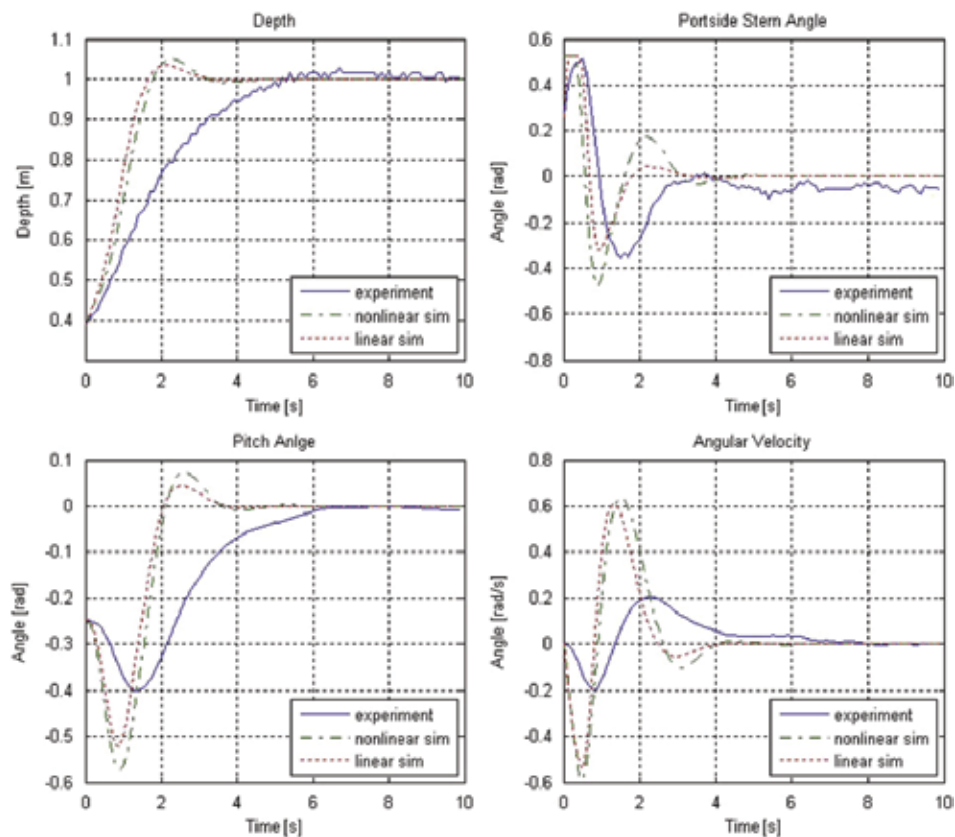 Depth
1.1
1
0.9
0.8
0.7
0.6
0.5
0.4
Depth [m]
experiment
nonlinear sim
linear sim
0 2 4 6 8 10
Time [s]
Portside Stern Angle
0.6
0.4
0.2
0
-0.2
-0.4
-0.6
-0.8
Angle [rad]
experiment
nonlinear sim
linear sim
0 2 4 6 8 10
Time [s]
Pitch Anlge
0.1
0
-0.1
-0.2
-0.3
-0.4
-0.5
-0.6
Angle [rad]
experiment
nonlinear sim
linear sim
0 2 4 6 8 10
Time [s]
Angular Velocity
0.8
0.6
0.4
0.2
0
-0.2
-0.4
-0.6
Angle [rad/s]
experiment
nonlinear sim
linear sim
0 2 4 6 8 10
Time [s]